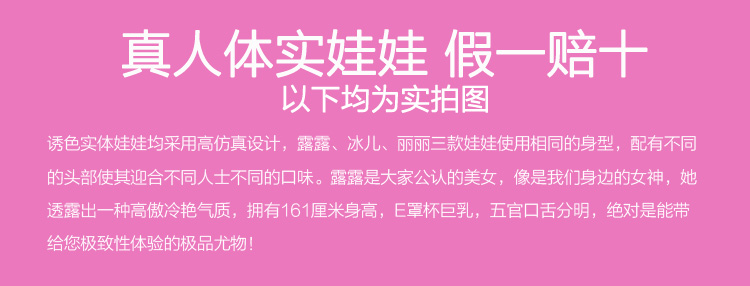 真人体实娃娃 假一赔十
以下均为实拍图
诱色实体娃娃均采用高仿真设计，露露、冰儿、丽丽三款娃娃使用相同的身型，配有不同
的头部使其迎合不同人士不同的口味。露露是大家公认的美女，像是我们身边的女神，她
透露出一种高傲冷艳气质，拥有161厘米身高，E罩杯巨乳，五官口舌分明，绝对是能带
给您极致性体验的极品尤物！